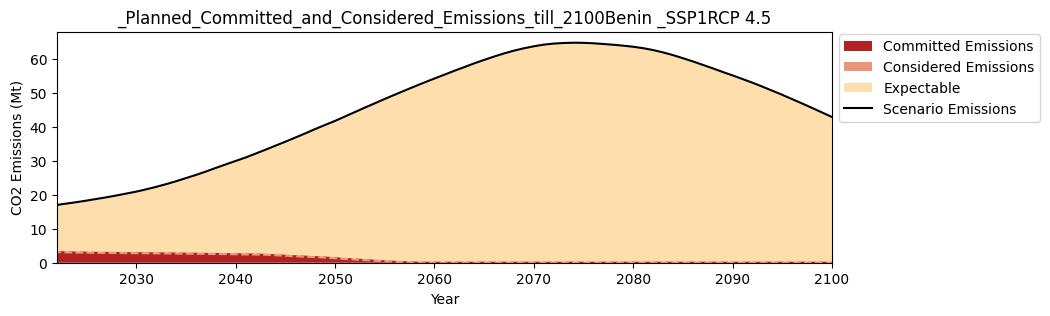 _Planned_Committed_and_Considered_Emissions_till_2100Benin _SSP1RCP 4.5
CO2 Emissions (Mt)
60
50
40
30
20
10
0
2030 2040 2050 2060 2070 2080 2090 2100
Year
Committed Emissions
Considered Emissions
Expectable
Scenario Emissions